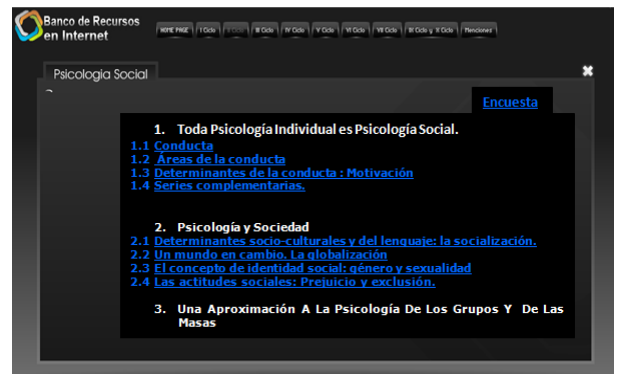 Banco de Recursos
en Internet
HOME PAGE I Ciclo II Ciclo III Ciclo IV Ciclo V Ciclo VI Ciclo VII Ciclo IX Ciclo y X Ciclo Menciones
Psicologia Social
Encuesta
1. Toda Psicología Individual es Psicología Social.
1.1 Conducta
1.2 Áreas de la conducta
1.3 Determinantes de la conducta : Motivación
1.4 Series complementarias.
2. Psicología y Sociedad
2.1 Determinantes socio-culturales y del lenguaje: la socialización.
2.2 Un mundo en cambio. La globalización
2.3 El concepto de identidad social: género y sexualidad
2.4 Las actitudes sociales: Prejuicio y exclusión.
3. Una Aproximación A La Psicología De Los Grupos Y De Las
Masas